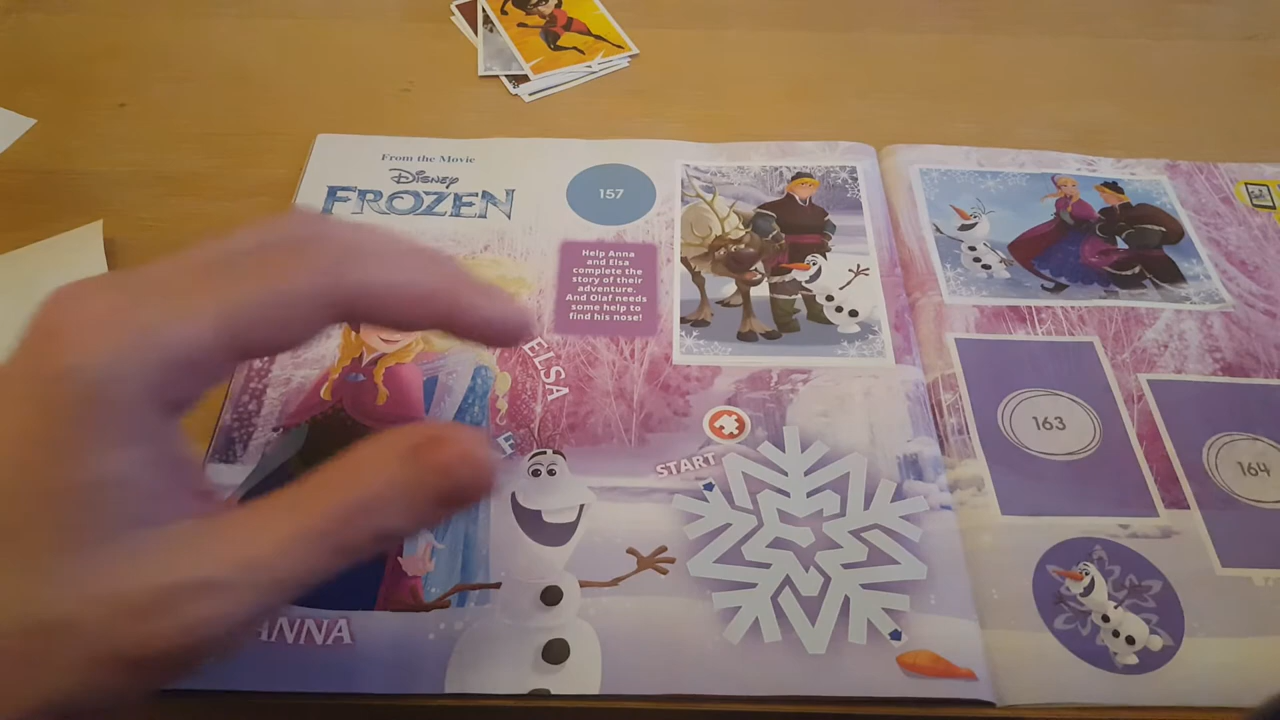 From the Movie
Disney
FROZEN
157
Help Anna
and Elsa
complete the
story of their
adventure.
And Olaf needs
some help to
find his nose!
ELSA
START
163
164
ANNA